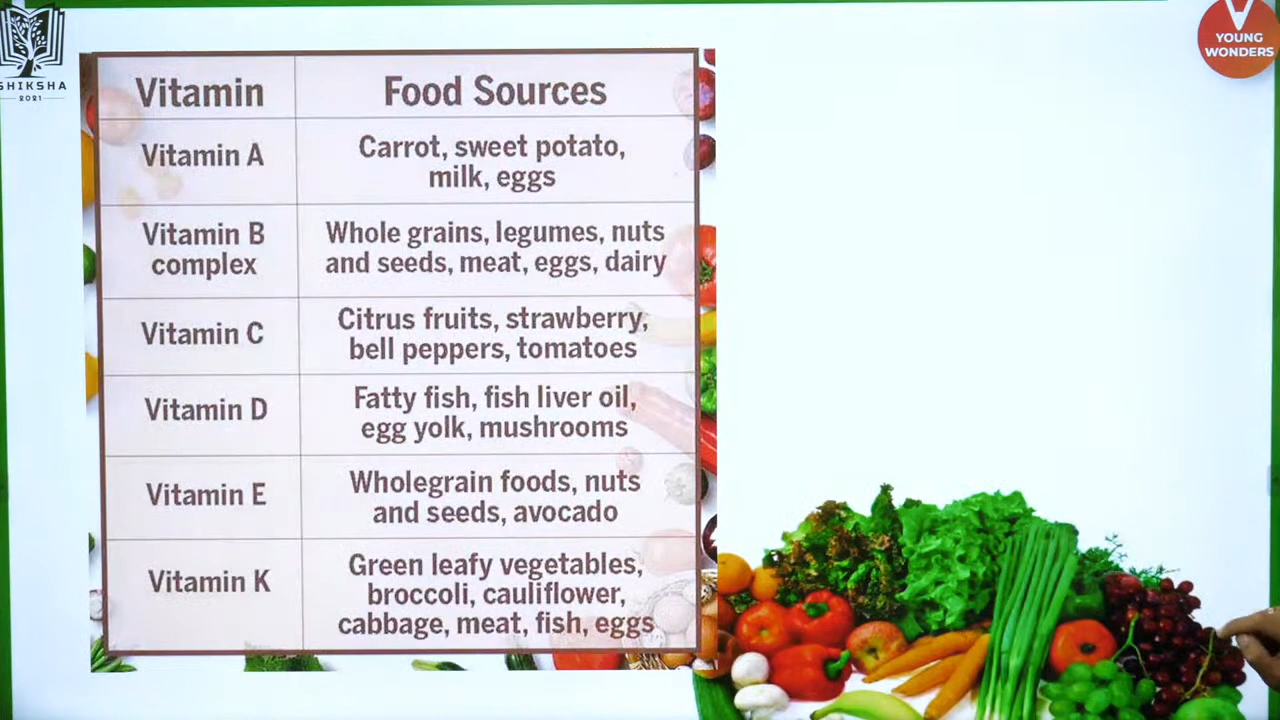 SHIKSHA
2021
YOUNG
WONDERS
Vitamin
Food Sources
Vitamin A
Carrot, sweet potato,
milk, eggs
Vitamin B
complex
Whole grains, legumes, nuts
and seeds, meat, eggs, dairy
Vitamin C
Citrus fruits, strawberry,
bell peppers, tomatoes
Vitamin D
Fatty fish, fish liver oil,
egg yolk, mushrooms
Vitamin E
Wholegrain foods, nuts
and seeds, avocado
Vitamin K
Green leafy vegetables,
broccoli, cauliflower,
cabbage, meat, fish, eggs